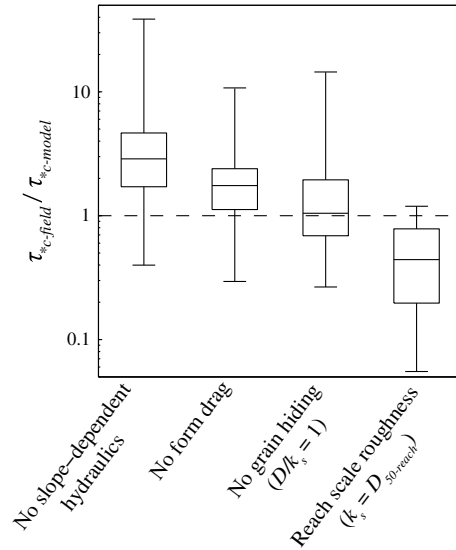 τ*c-field / τ*c-model
10
1
0.1
No slope-dependent
hydraulics
No form drag
No grain hiding
(D/ks = 1)
Reach scale roughness
(ks = D50-reach)